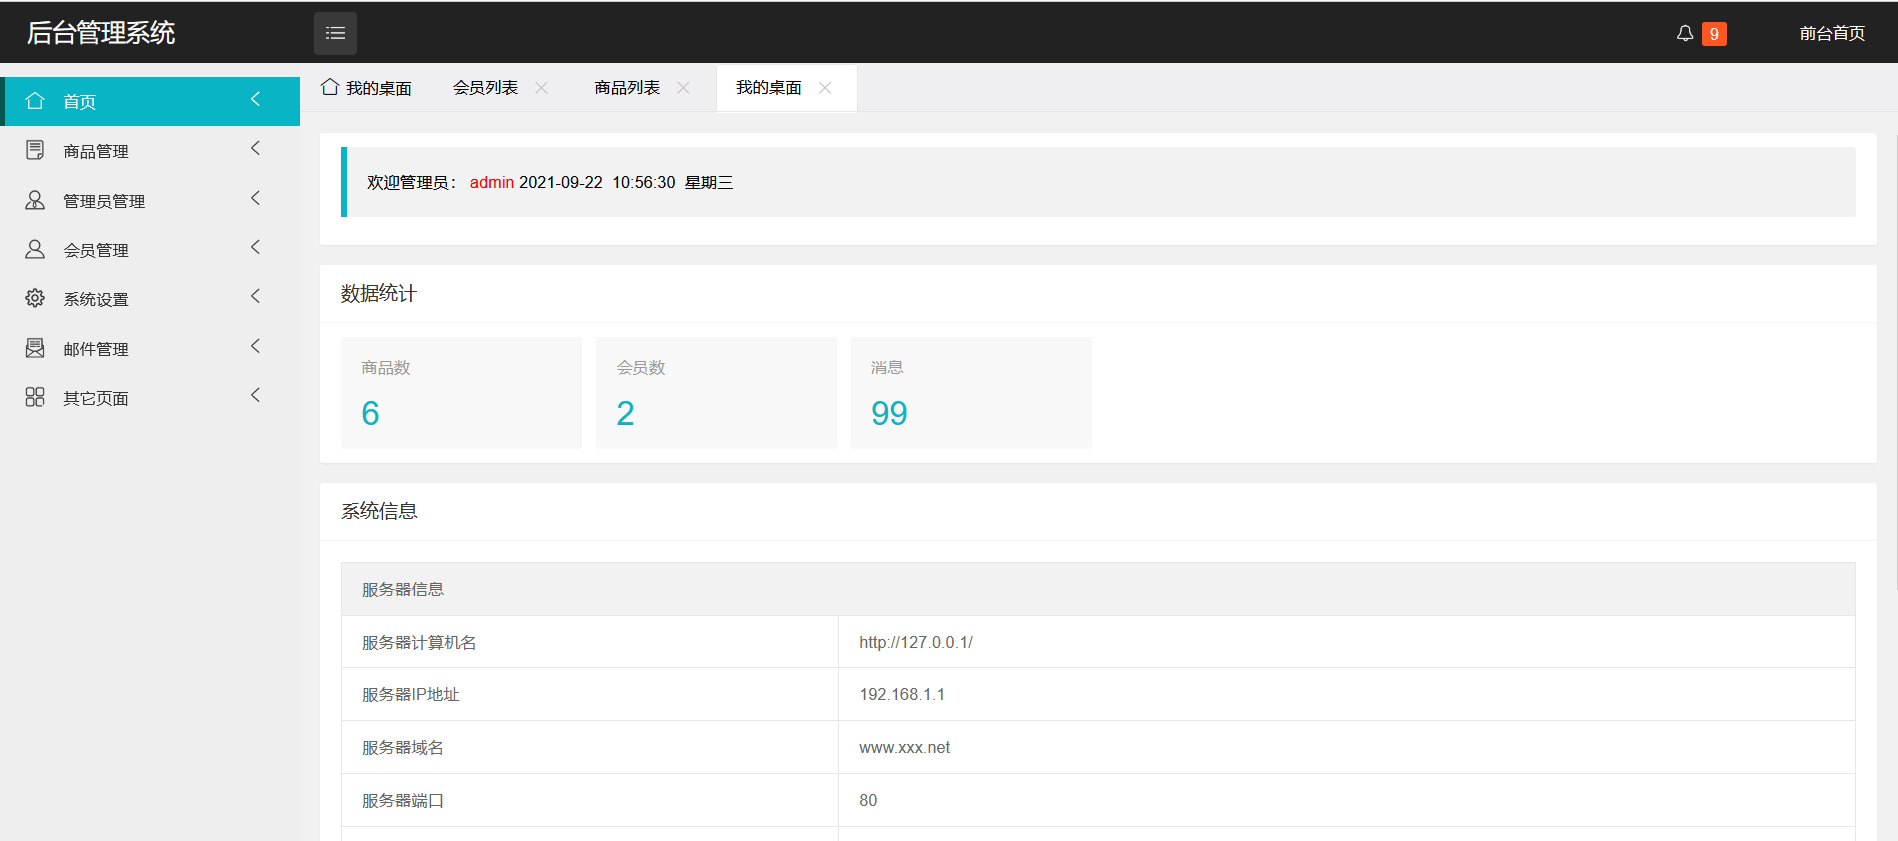 后台管理系统
9
前台首页
首页
商品管理
管理员管理
会员管理
系统设置
邮件管理
其它页面
我的桌面 会员列表 商品列表 我的桌面
欢迎管理员： admin 2021-09-22 10:56:30 星期三
数据统计
商品数
6
会员数
2
消息
99
系统信息
服务器信息
服务器计算机名 http://127.0.0.1/
服务器IP地址 192.168.1.1
服务器域名 www.xxx.net
服务器端口 80